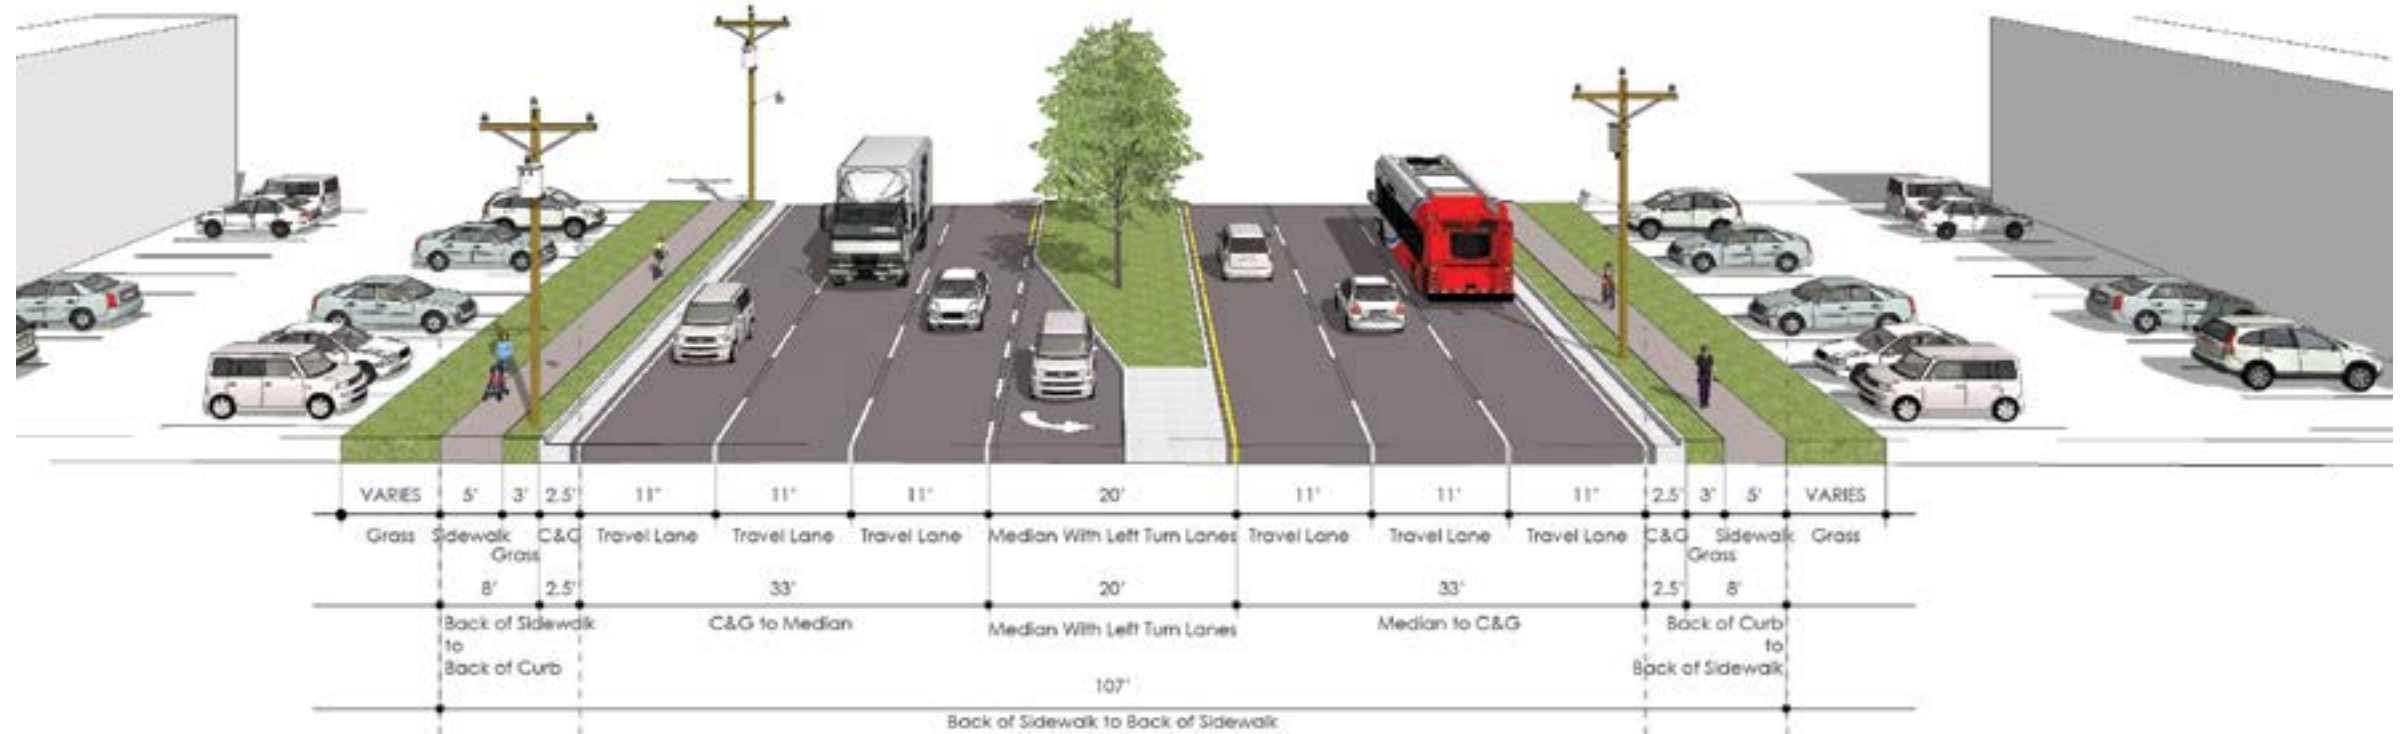 VARIES 5' 3' 2.5' 11' 11' 11' 20' 11' 11' 11' 2.5' 3' 5' VARIES
Grass Sidewalk C&G Travel Lane Travel Lane Travel Lane Median With Left Turn Lanes Travel Lane Travel Lane Travel Lane C&G Sidewalk Grass
Grass Grass
8' 2.5' 33' 20' 33' 2.5' 8'
Back of Sidewalk C&G to Median Median With Left Turn Lanes Median to C&G Back of Curb
to to
Back of Curb Back of Sidewalk
107'
Back of Sidewalk to Back of Sidewalk